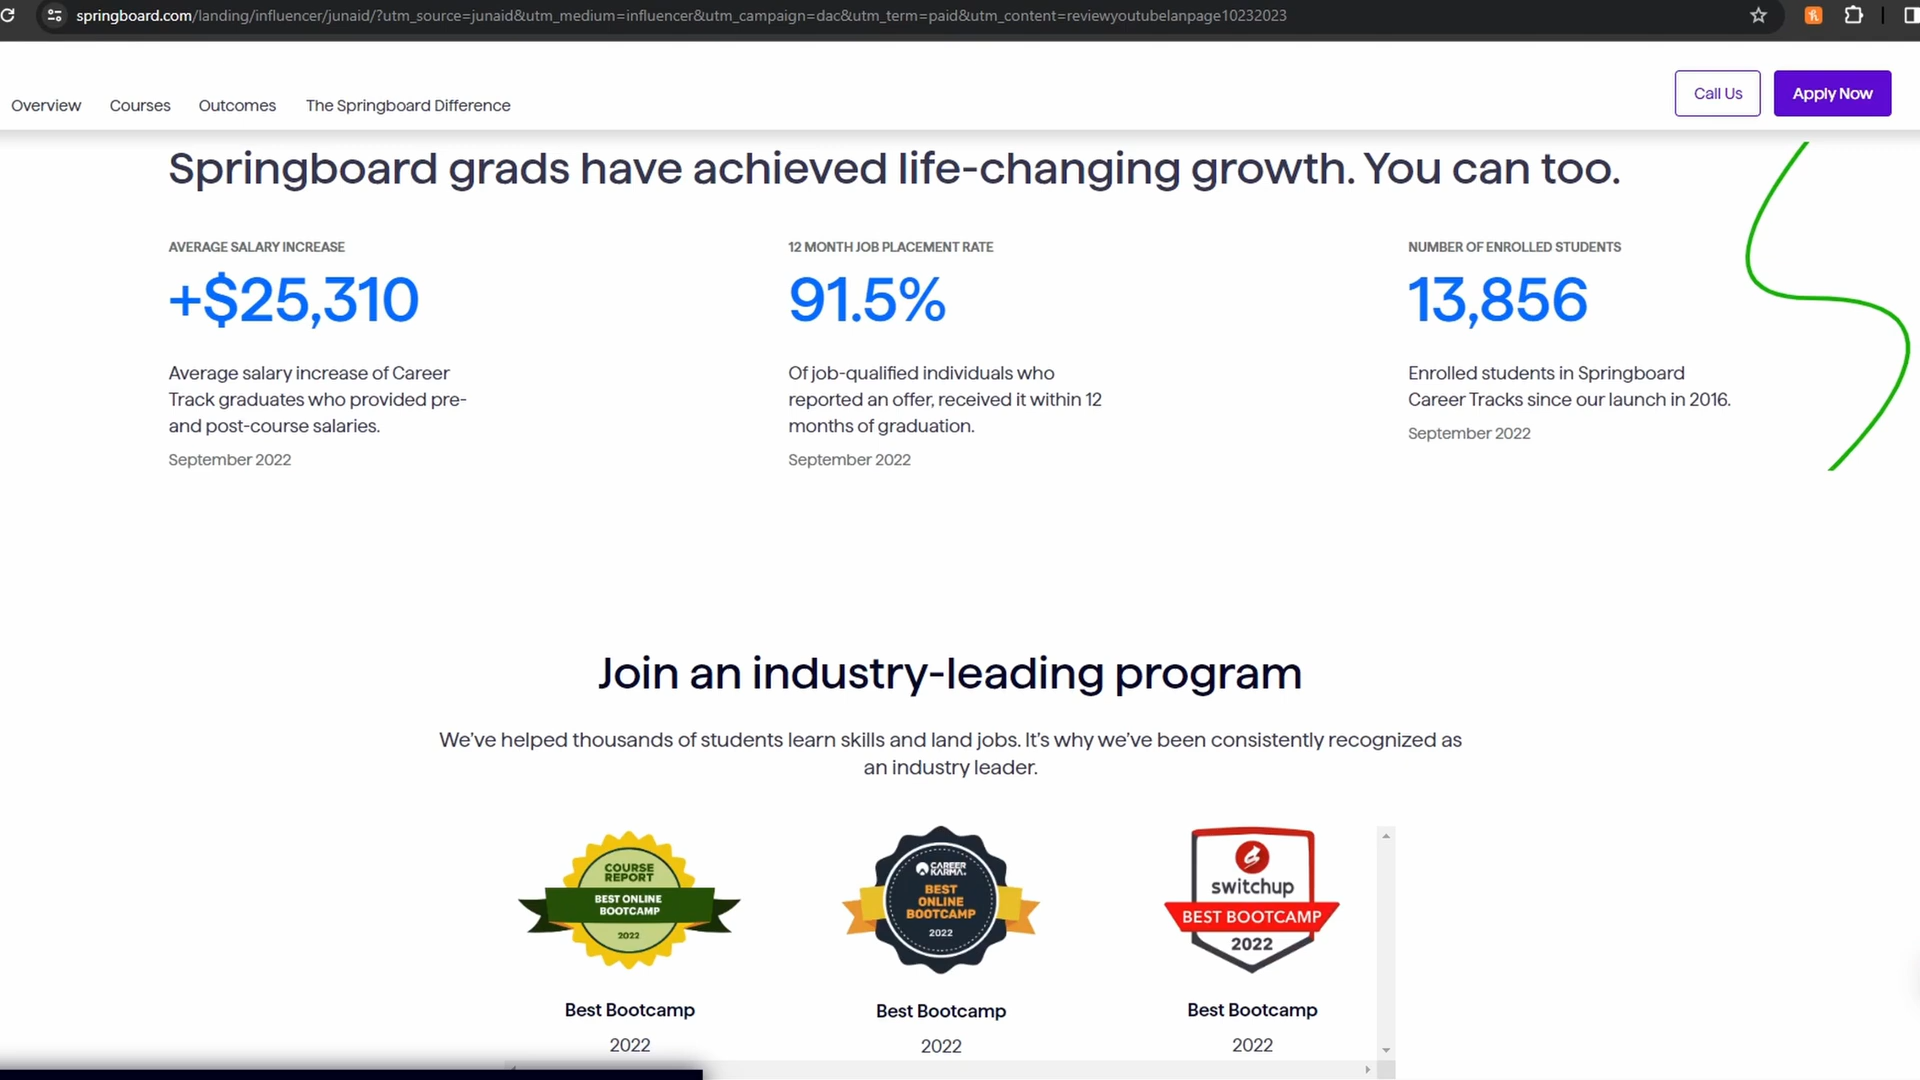 springboard.com/landing/influencer/junaid/?utm_source=junaid&utm_medium=influencer&utm_campaign=dac&utm_term=paid&utm_content=reviewyoutubelanpage10232023
Overview Courses Outcomes The Springboard Difference
Call Us
Apply Now
Springboard grads have achieved life-changing growth. You can too.
AVERAGE SALARY INCREASE
+$25,310
Average salary increase of Career
Track graduates who provided pre-
and post-course salaries.
September 2022
12 MONTH JOB PLACEMENT RATE
91.5%
Of job-qualified individuals who
reported an offer, received it within 12
months of graduation.
September 2022
NUMBER OF ENROLLED STUDENTS
13,856
Enrolled students in Springboard
Career Tracks since our launch in 2016.
September 2022
Join an industry-leading program
We've helped thousands of students learn skills and land jobs. It's why we've been consistently recognized as
an industry leader.
COURSE
REPORT
BEST ONLINE
BOOTCAMP
2022
Best Bootcamp
2022
CAREER
KARMA.
BEST
ONLINE
BOOTCAMP
2022
Best Bootcamp
2022
switchup
BEST BOOTCAMP
2022
Best Bootcamp
2022